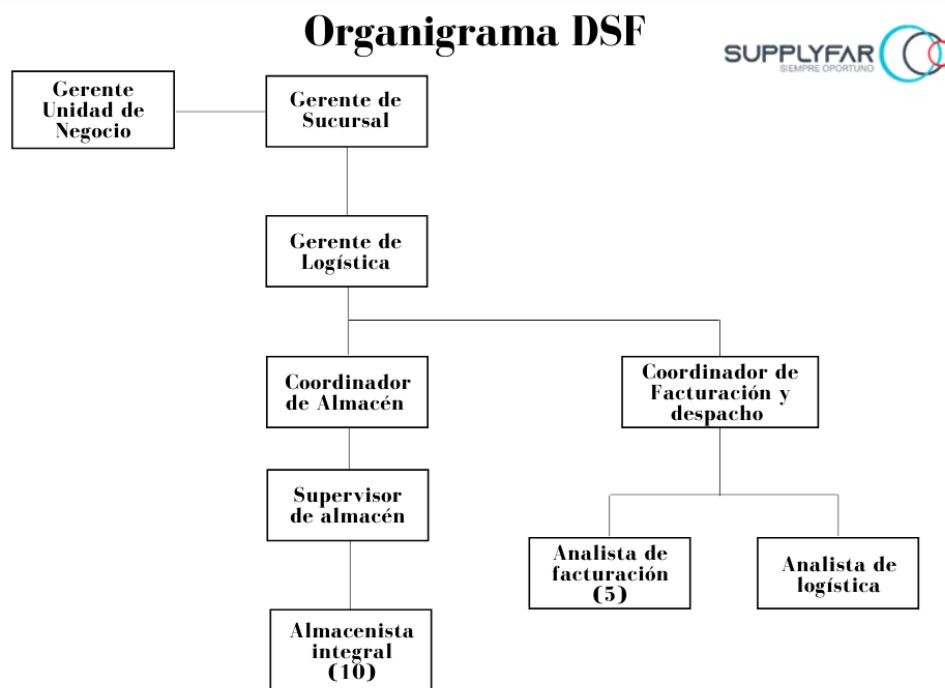 Organigrama DSF
SUPPLYFAR
SIEMPRE OPORTUNO
Gerente
Unidad de
Negocio
Gerente de
Sucursal
Gerente de
Logística
Coordinador
de Almacén
Coordinador de
Facturación y
despacho
Supervisor
de almacén
Analista de
facturación
(5)
Analista de
logística
Almacenista
integral
(10)